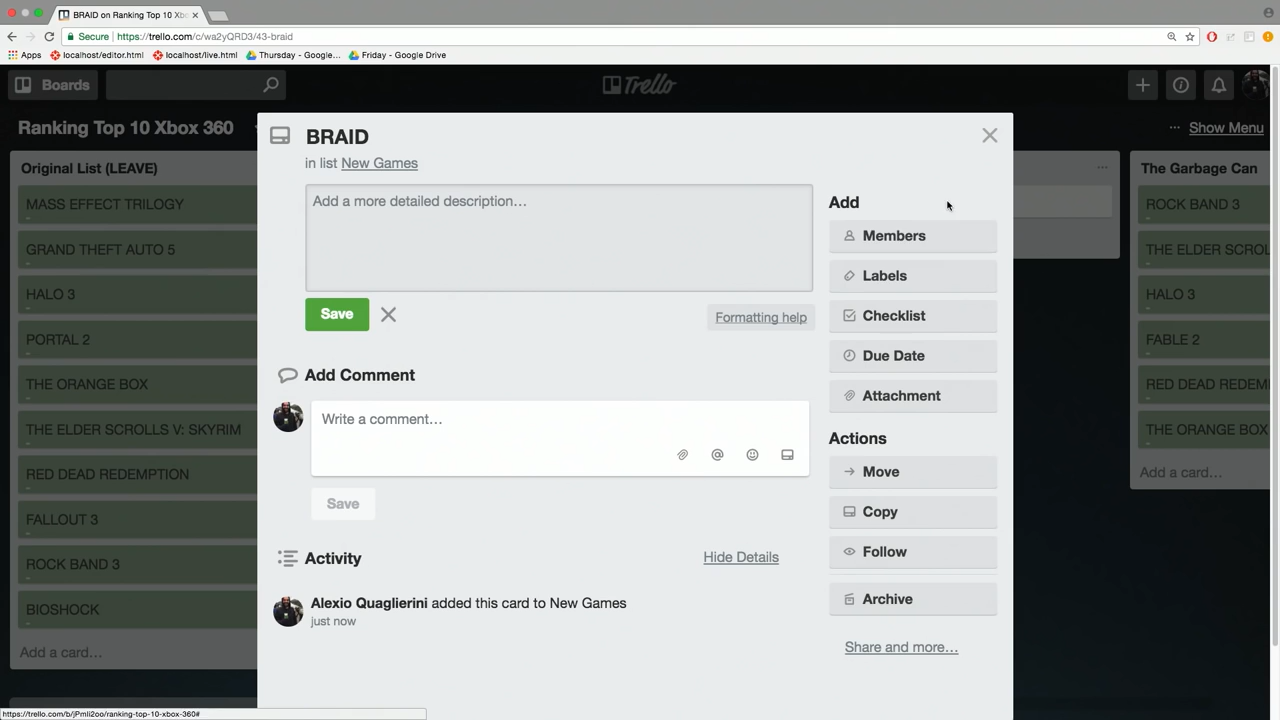 BRAID on Ranking Top 10 Xbo
Secure
https://trello.com/c/wa2yQRD3/43-braid
Apps
localhost/editor.html
localhost/live.html
Thursday - Google...
Friday - Google Drive
Boards
Trello
Ranking Top 10 Xbox 360
... Show Menu
Original List (LEAVE)
MASS EFFECT TRILOGY
GRAND THEFT AUTO 5
HALO 3
PORTAL 2
THE ORANGE BOX
THE ELDER SCROLLS V: SKYRIM
RED DEAD REDEMPTION
FALLOUT 3
ROCK BAND 3
BIOSHOCK
Add a card…
BRAID
in list New Games
Add a more detailed description…
Save
Formatting help
Add Comment
Write a comment…
@
Save
Activity
Hide Details
Alexio Quaglierini added this card to New Games
just now
Add
Members
Labels
Checklist
Due Date
Attachment
Actions
Move
Copy
Follow
Archive
Share and more…
...
The Garbage Can
ROCK BAND 3
THE ELDER SCROL
HALO 3
FABLE 2
RED DEAD REDEM
THE ORANGE BOX
Add a card…
https://trello.com/b/jPmli2oo/ranking-top-10-xbox-360#